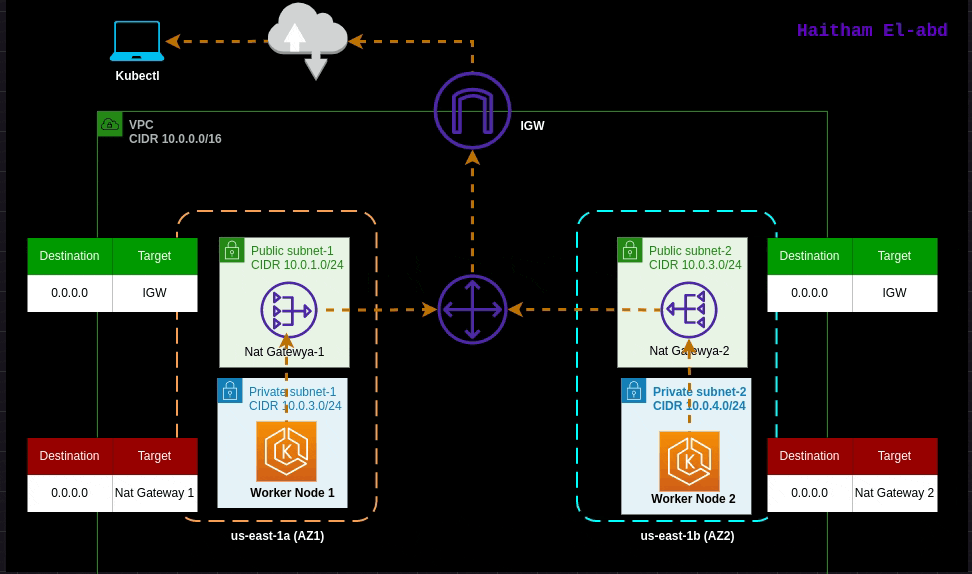 Haitham El-abd
Kubectl
IGW
VPC
CIDR 10.0.0.0/16
Public subnet-1
CIDR 10.0.1.0/24
Nat Gatewya-1
Private subnet-1
CIDR 10.0.3.0/24
Worker Node 1
us-east-1a (AZ1)
Public subnet-2
CIDR 10.0.3.0/24
Nat Gatewya-2
Private subnet-2
CIDR 10.0.4.0/24
Worker Node 2
us-east-1b (AZ2)
Destination Target
0.0.0.0 IGW
Destination Target
0.0.0.0 Nat Gateway 1
Destination Target
0.0.0.0 IGW
Destination Target
0.0.0.0 Nat Gateway 2